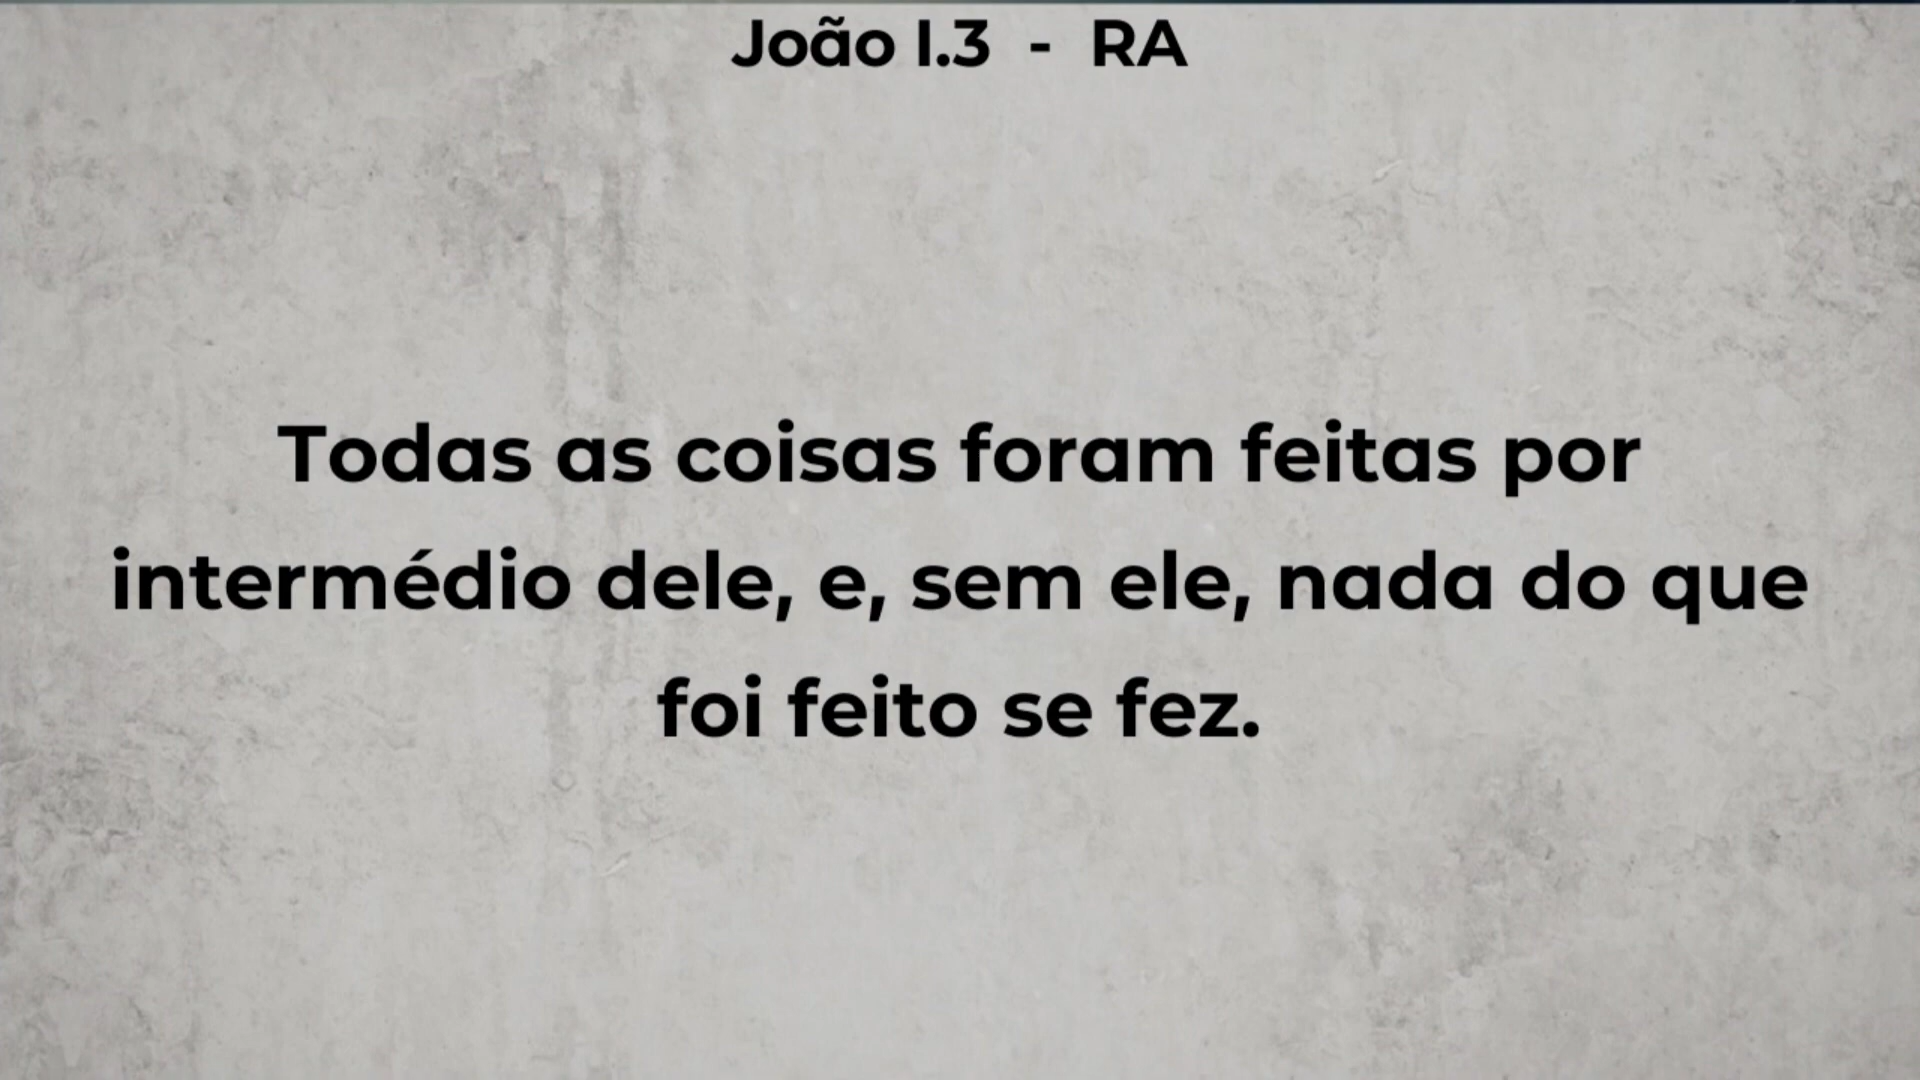 João 1.3 - RA
Todas as coisas foram feitas por
intermédio dele, e, sem ele, nada do que
foi feito se fez.